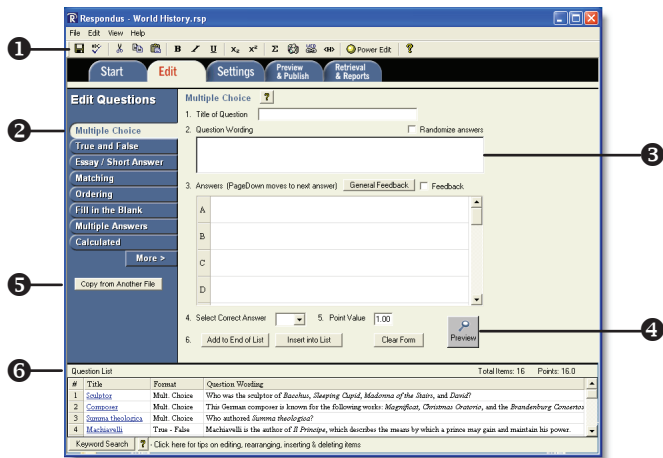 Respondus - World History.rsp
File Edit View Help
1 B I U X₂ X² Σ Power Edit ?
Start Edit Settings Preview & Publish Retrieval & Reports
Edit Questions
Multiple Choice ?
1. Title of Question
2 Multiple Choice
2. Question Wording Randomize answers
True and False
Essay / Short Answer
3
Matching
3. Answers (PageDown moves to next answer) General Feedback Feedback
Ordering
Fill in the Blank
A
Multiple Answers
B
Calculated
More >
C
5 Copy from Another File
D
4. Select Correct Answer 5. Point Value 1.00
4
6. Add to End of List Insert into List Clear Form Preview
6 Question List Total Items: 16 Points: 16.0
# Title Format Question Wording
1 Sculptor Mult. Choice Who was the sculptor of Bacchus, Sleeping Cupid, Madonna of the Stairs, and David?
2 Composer Mult. Choice This German composer is known for the following works: Magnificat, Christmas Oratorio, and the Brandenburg Concertos
3 Summa theologica Mult. Choice Who authored Summa theologica?
4 Machiavelli True - False Machiavelli is the author of Il Principe, which describes the means by which a prince may gain and maintain his power.
Keyword Search ? - Click here for tips on editing, rearranging, inserting & deleting items